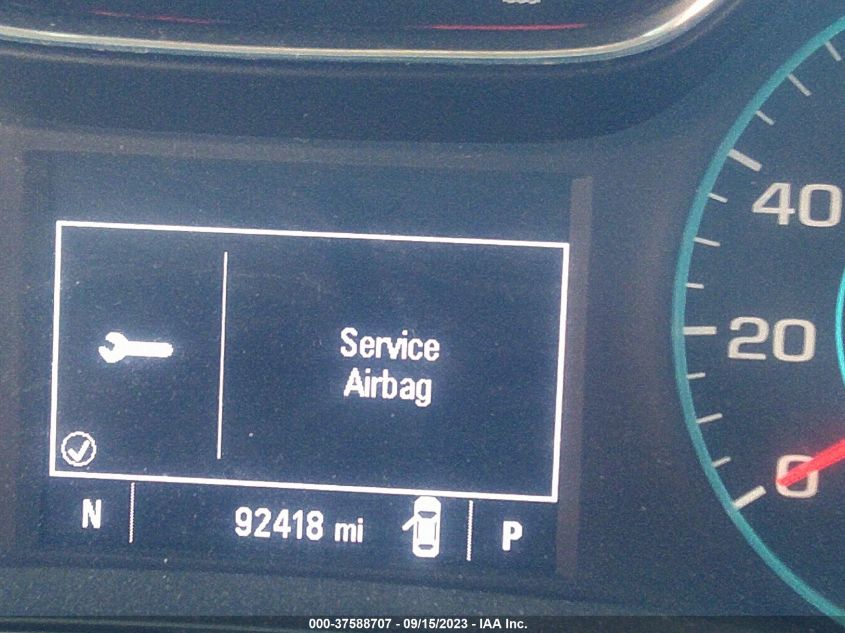 40
20
0
Service
Airbag
N
92418 mi
P
000-37588707 - 09/15/2023 - IAA Inc.